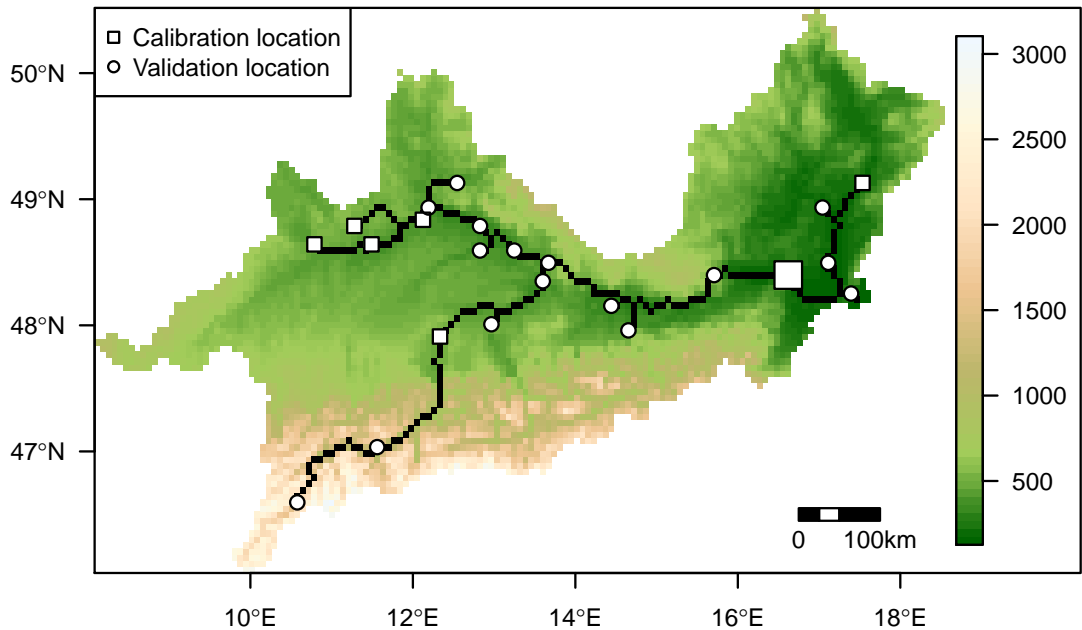 Calibration location
Validation location
50°N
49°N
48°N
47°N
10°E
12°E
14°E
16°E
18°E
0
100km
3000
2500
2000
1500
1000
500